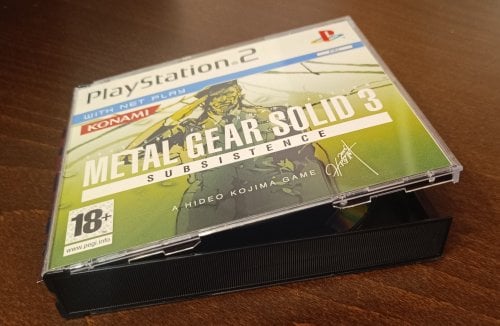 PlayStation.2
WITH NET PLAY
KONAMI
METAL GEAR SOLID 3
SUBSISTENCE
A HIDEO KOJIMA GAME
18+
www.pegi.info